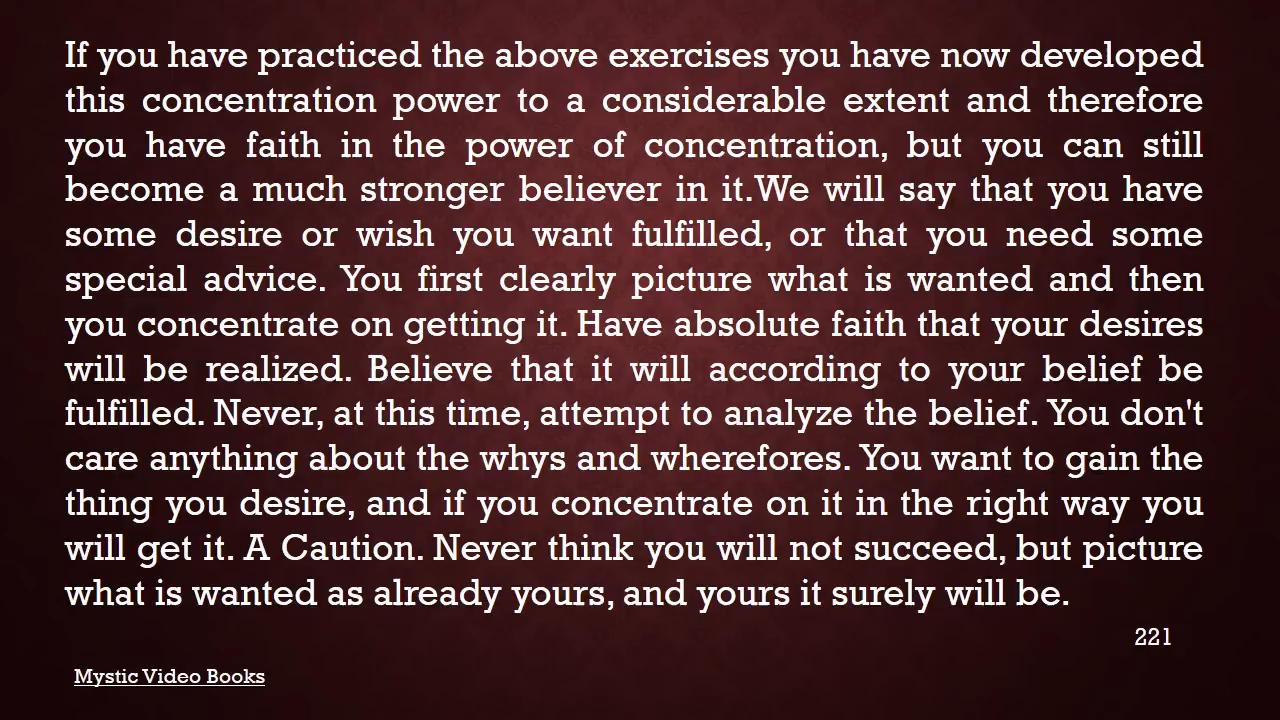 If you have practiced the above exercises you have now developed
this concentration power to a considerable extent and therefore
you have faith in the power of concentration, but you can still
become a much stronger believer in it.We will say that you have
some desire or wish you want fulfilled, or that you need some
special advice. You first clearly picture what is wanted and then
you concentrate on getting it. Have absolute faith that your desires
will be realized. Believe that it will according to your belief be
fulfilled. Never, at this time, attempt to analyze the belief. You don't
care anything about the whys and wherefores. You want to gain the
thing you desire, and if you concentrate on it in the right way you
will get it. A Caution. Never think you will not succeed, but picture
what is wanted as already yours, and yours it surely will be.
221
Mystic Video Books